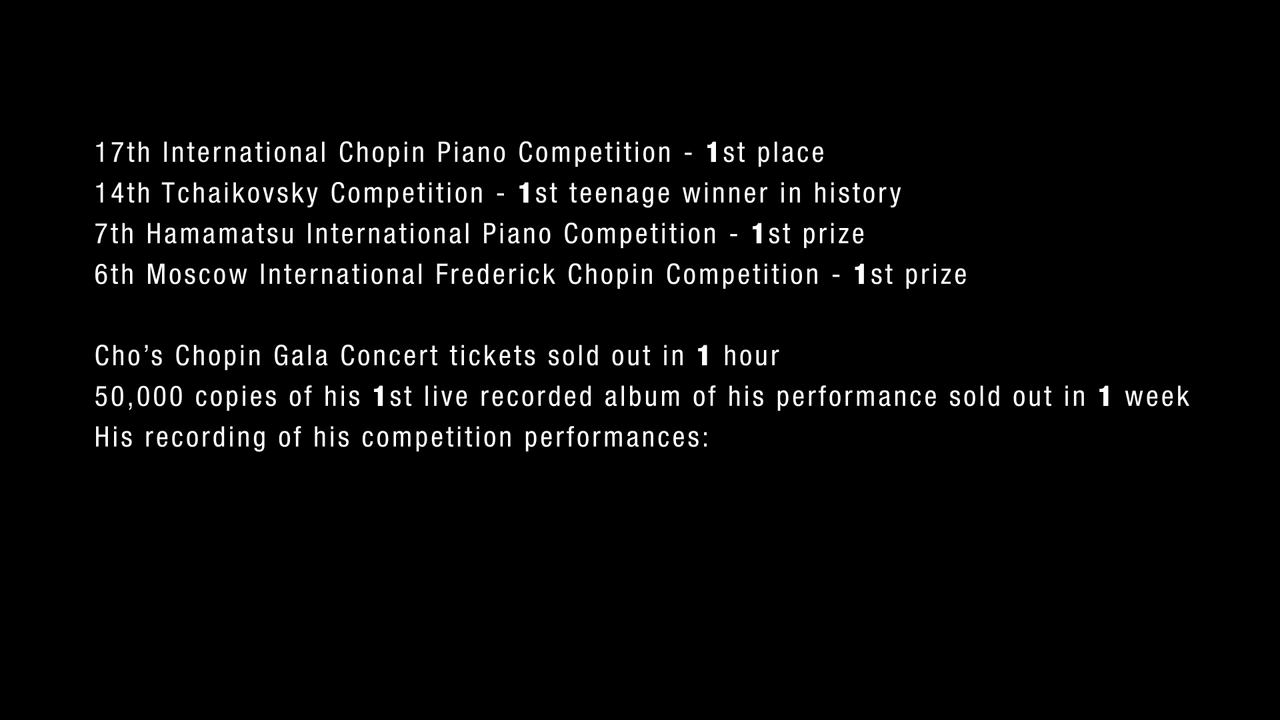 17th International Chopin Piano Competition - 1st place
14th Tchaikovsky Competition - 1st teenage winner in history
7th Hamamatsu International Piano Competition - 1st prize
6th Moscow International Frederick Chopin Competition - 1st prize
Cho’s Chopin Gala Concert tickets sold out in 1 hour
50,000 copies of his 1st live recorded album of his performance sold out in 1 week
His recording of his competition performances: